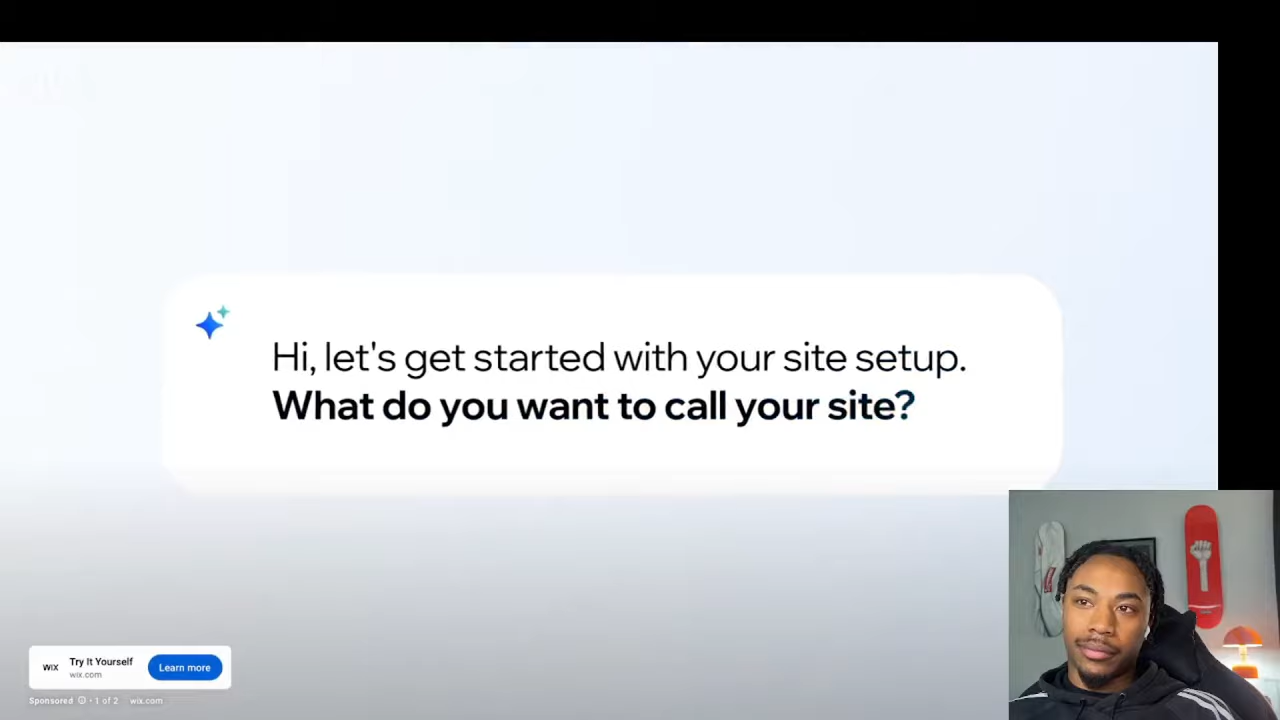 Hi, let's get started with your site setup.
What do you want to call your site?
WIX
Try It Yourself
wix.com
Learn more
Sponsored
· 1 of 2
wix.com